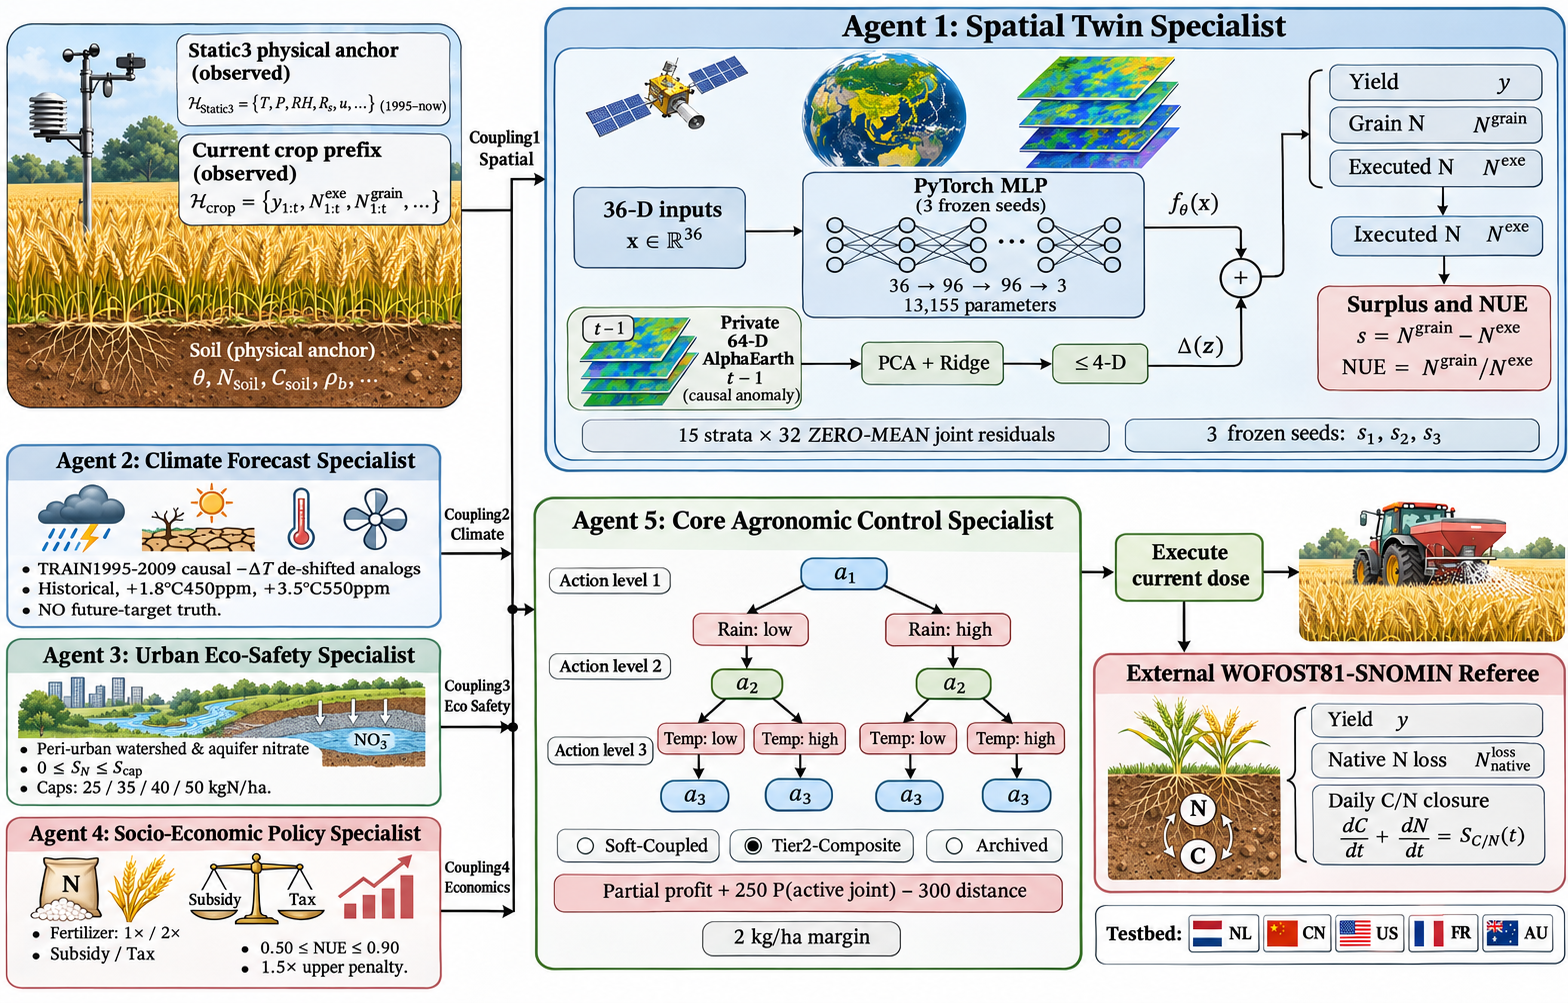 Static3 physical anchor
(observed)
ℋ_Static3 = {T, P, RH, R_s, u, …} (1995–now)
Current crop prefix
(observed)
ℋ_crop = {y_1:t, N^exe_1:t, N^grain_1:t, …}
Soil (physical anchor)
θ, N_soil, C_soil, ρ_b, …
Coupling1
Spatial
Agent 1: Spatial Twin Specialist
36-D inputs
x ∈ ℝ^36
PyTorch MLP
(3 frozen seeds)
…
36 → 96 → 96 → 3
13,155 parameters
f_θ(x)
+
Δ(z)
t − 1
Private
64-D
AlphaEarth
t − 1
(causal anomaly)
PCA + Ridge
≤ 4-D
Yield y
Grain N N^grain
Executed N N^exe
Ixecuted N N^exe
Surplus and NUE
s = N^grain − N^exe
NUE = N^grain/N^exe
15 strata × 32 ZERO-MEAN joint residuals
3 frozen seeds: s_1, s_2, s_3
Agent 2: Climate Forecast Specialist
• TRAIN1995-2009 causal −ΔT de-shifted analogs
• Historical, +1.8°C450ppm, +3.5°C550ppm
• NO future-target truth.
Coupling2
Climate
Agent 3: Urban Eco-Safety Specialist
NO₃⁻
• Peri-urban watershed & aquifer nitrate
• 0 ≤ S_N ≤ S_cap
• Caps: 25 / 35 / 40 / 50 kgN/ha.
Coupling3
Eco Safety
Agent 4: Socio-Economic Policy Specialist
N
Subsidy Tax
• Fertilizer: 1× / 2×
• Subsidy / Tax
• 0.50 ≤ NUE ≤ 0.90
• 1.5× upper penalty.
Coupling4
Economics
Agent 5: Core Agronomic Control Specialist
Action level 1
a_1
Rain: low Rain: high
Action level 2
a_2 a_2
Action level 3
Temp: low Temp: high Temp: low Temp: high
a_3 a_3 a_3 a_3
Soft-Coupled Tier2-Composite Archived
Partial profit + 250 P(active joint) − 300 distance
2 kg/ha margin
Execute
current dose
External WOFOST81-SNOMIN Referee
N
C
Yield y
Native N loss N^loss_native
Daily C/N closure
dC/dt + dN/dt = S_C/N(t)
Testbed: NL CN US FR AU